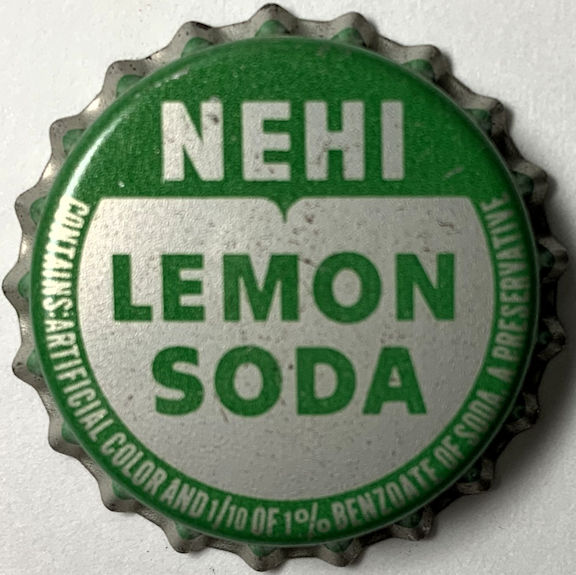 NEHI
LEMON
SODA
CONTAINS: ARTIFICIAL COLOR AND 1/10 OF 1% BENZOATE OF SODA, A PRESERVATIVE